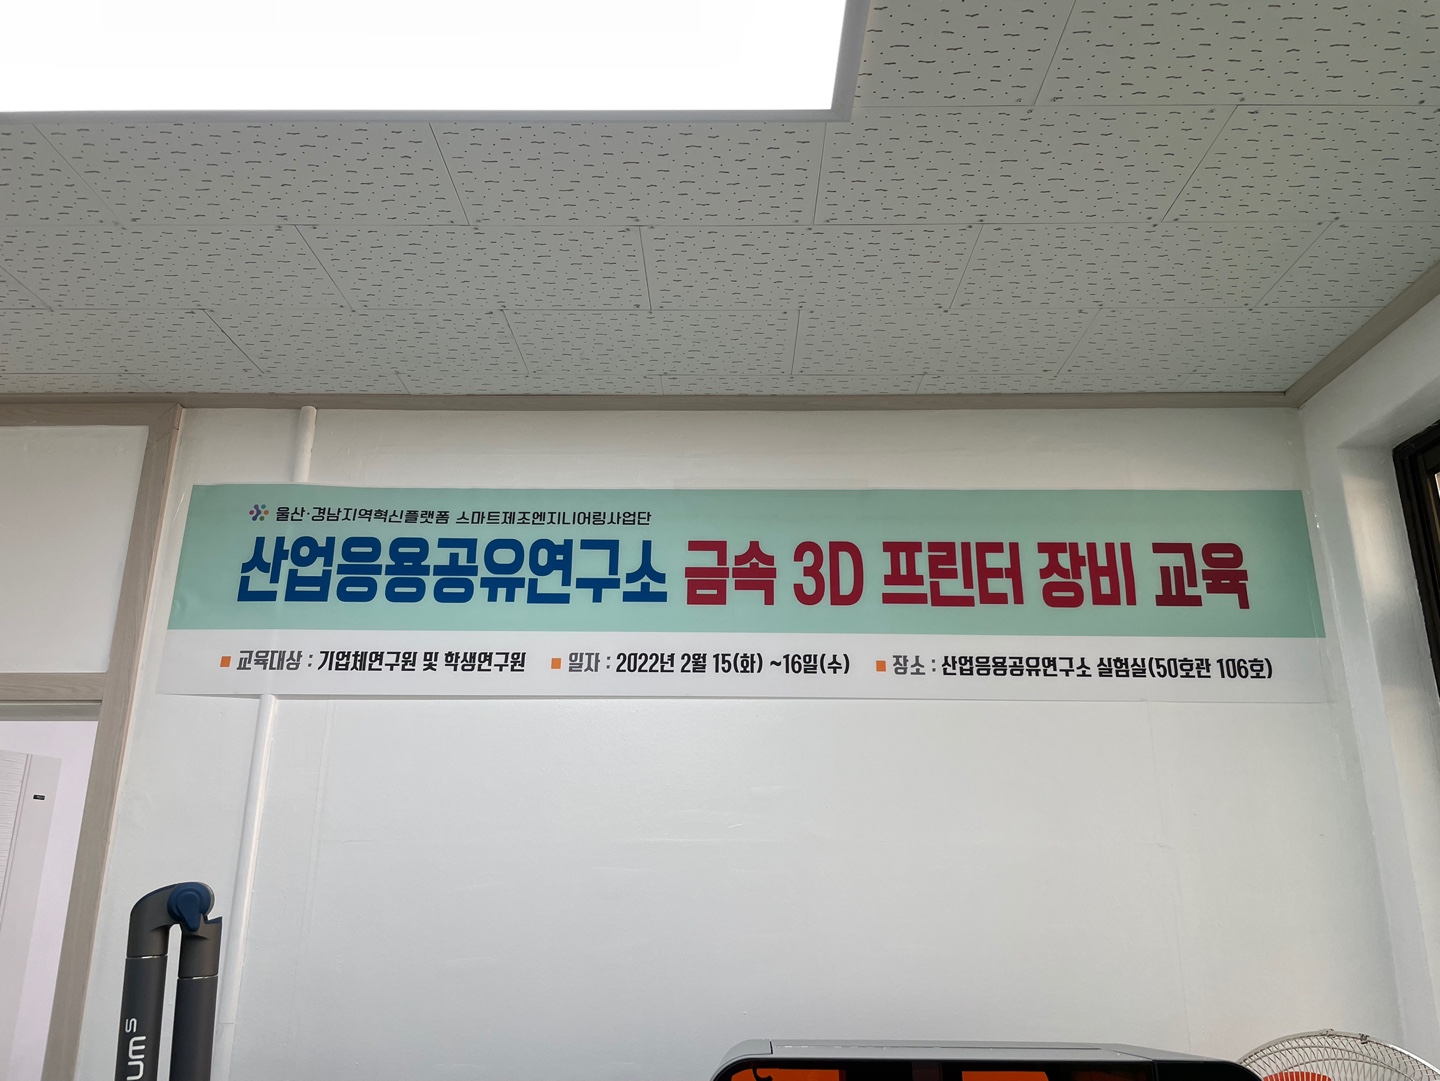 울산·경남지역혁신플랫폼 스마트제조엔지니어링사업단
산업응용공유연구소 금속 3D 프린터 장비 교육
■ 교육대상 : 기업체연구원 및 학생연구원 ■ 일자 : 2022년 2월 15(화) ~16일(수) ■ 장소 : 산업응용공유연구소 실험실(50호관 106호)